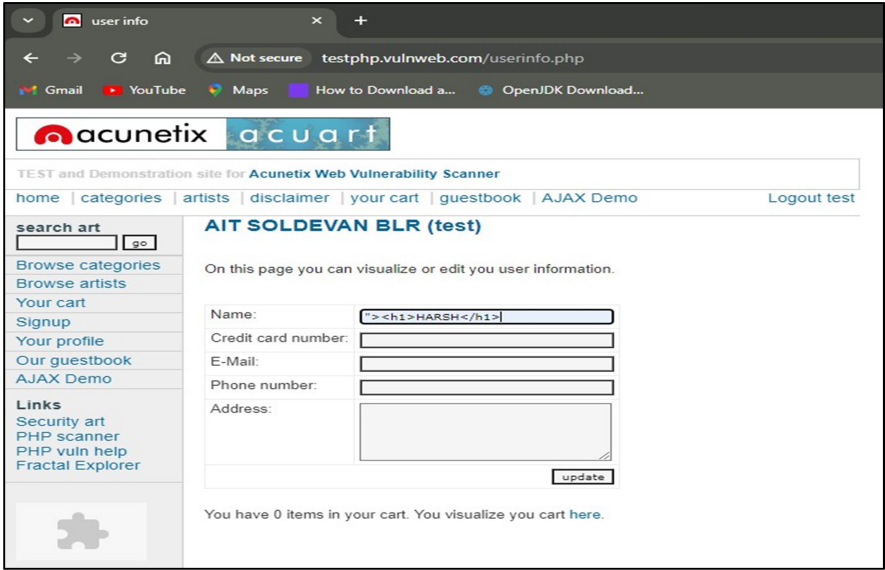 user info
Not secure testphp.vulnweb.com/userinfo.php
Gmail YouTube Maps How to Download a... OpenJDK Download...
acunetix acuart
TEST and Demonstration site for Acunetix Web Vulnerability Scanner
home | categories | artists | disclaimer | your cart | guestbook | AJAX Demo Logout test
search art
go
Browse categories
Browse artists
Your cart
Signup
Your profile
Our guestbook
AJAX Demo
Links
Security art
PHP scanner
PHP vuln help
Fractal Explorer
AIT SOLDEVAN BLR (test)
On this page you can visualize or edit you user information.
Name: "><h1>HARSH</h1>
Credit card number:
E-Mail:
Phone number:
Address:
update
You have 0 items in your cart. You visualize you cart here.